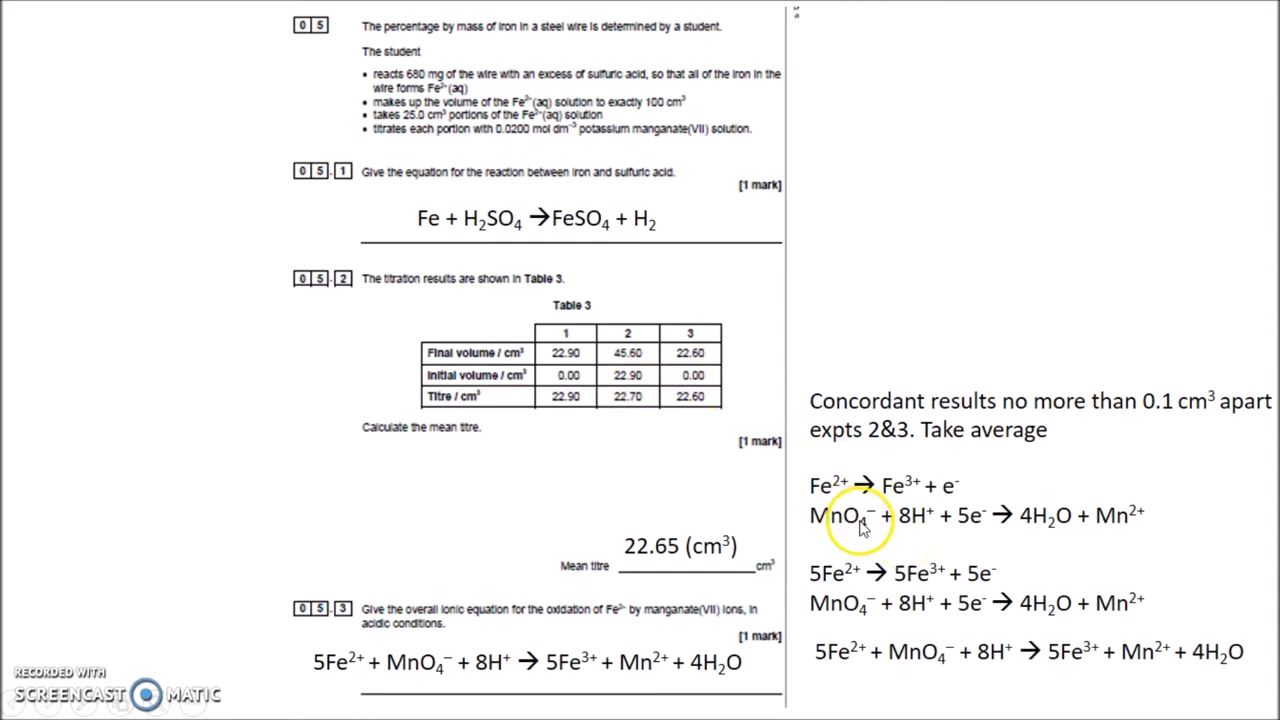 0 5 The percentage by mass of iron in a steel wire is determined by a student.
The student
• reacts 680 mg of the wire with an excess of sulfuric acid, so that all of the iron in the
wire forms Fe²⁺(aq)
• makes up the volume of the Fe²⁺(aq) solution to exactly 100 cm³
• takes 25.0 cm³ portions of the Fe²⁺(aq) solution
• titrates each portion with 0.0200 mol dm⁻³ potassium manganate(VII) solution.
0 5 . 1 Give the equation for the reaction between iron and sulfuric acid.
[1 mark]
Fe + H₂SO₄ → FeSO₄ + H₂
0 5 . 2 The titration results are shown in Table 3.
Table 3
1 2 3
Final volume / cm³ 22.90 45.60 22.60
Initial volume / cm³ 0.00 22.90 0.00
Titre / cm³ 22.90 22.70 22.60
Calculate the mean titre.
[1 mark]
22.65 (cm³)
Mean titre cm³
0 5 . 3 Give the overall ionic equation for the oxidation of Fe²⁺ by manganate(VII) ions, in
acidic conditions.
[1 mark]
5Fe²⁺ + MnO₄⁻ + 8H⁺ → 5Fe³⁺ + Mn²⁺ + 4H₂O
Concordant results no more than 0.1 cm³ apart
expts 2&3. Take average
Fe²⁺ → Fe³⁺ + e⁻
MnO₄⁻ + 8H⁺ + 5e⁻ → 4H₂O + Mn²⁺
5Fe²⁺ → 5Fe³⁺ + 5e⁻
MnO₄⁻ + 8H⁺ + 5e⁻ → 4H₂O + Mn²⁺
5Fe²⁺ + MnO₄⁻ + 8H⁺ → 5Fe³⁺ + Mn²⁺ + 4H₂O
RECORDED WITH
SCREENCAST MATIC